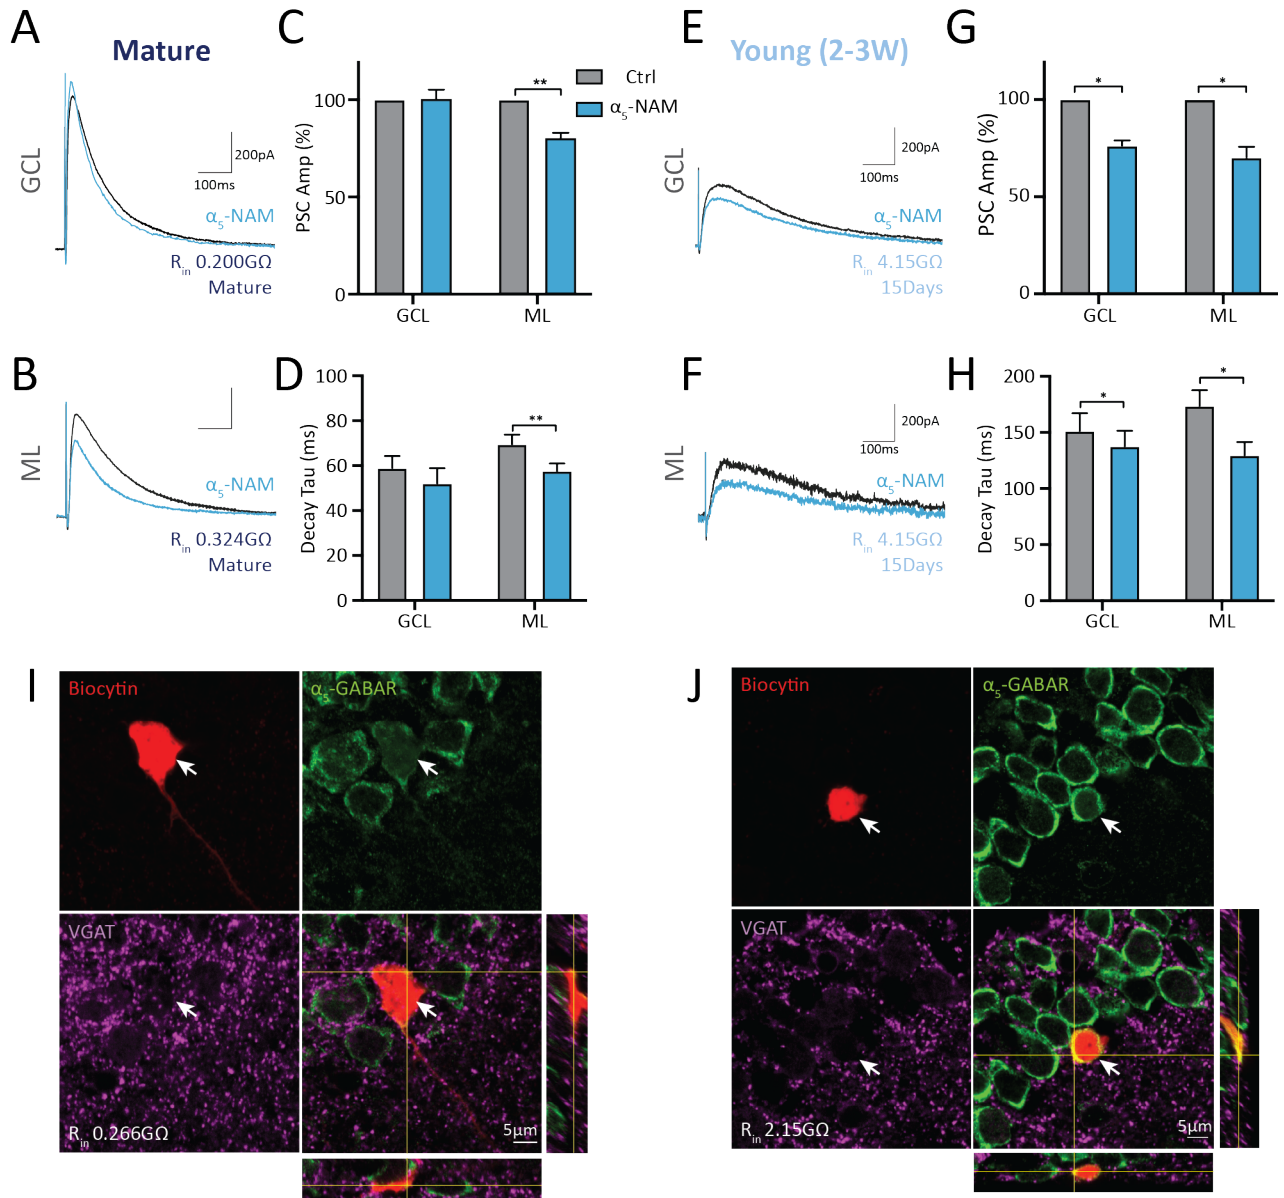 A
Mature
GCL
200pA
100ms
α5-NAM
Rin 0.200GΩ
Mature
B
ML
α5-NAM
Rin 0.324GΩ
Mature
C
PSC Amp (%)
100
50
0
GCL
ML
**
Ctrl
α5-NAM
D
Decay Tau (ms)
100
80
60
40
20
0
**
GCL
ML
E
Young (2-3W)
GCL
200pA
100ms
α5-NAM
Rin 4.15GΩ
15Days
F
ML
200pA
100ms
α5-NAM
Rin 4.15GΩ
15Days
G
PSC Amp (%)
100
50
0
*
*
GCL
ML
H
Decay Tau (ms)
200
150
100
50
0
*
*
GCL
ML
I
Biocytin
α5-GABAR
VGAT
Rin 0.266GΩ
5µm
J
Biocytin
α5-GABAR
VGAT
Rin 2.15GΩ
5µm